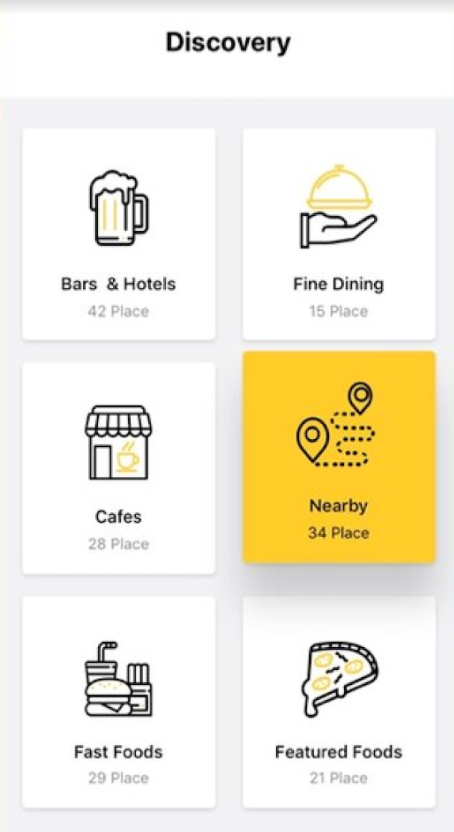 Discovery
Bars & Hotels
42 Place
Fine Dining
15 Place
Cafes
28 Place
Nearby
34 Place
Fast Foods
29 Place
Featured Foods
21 Place